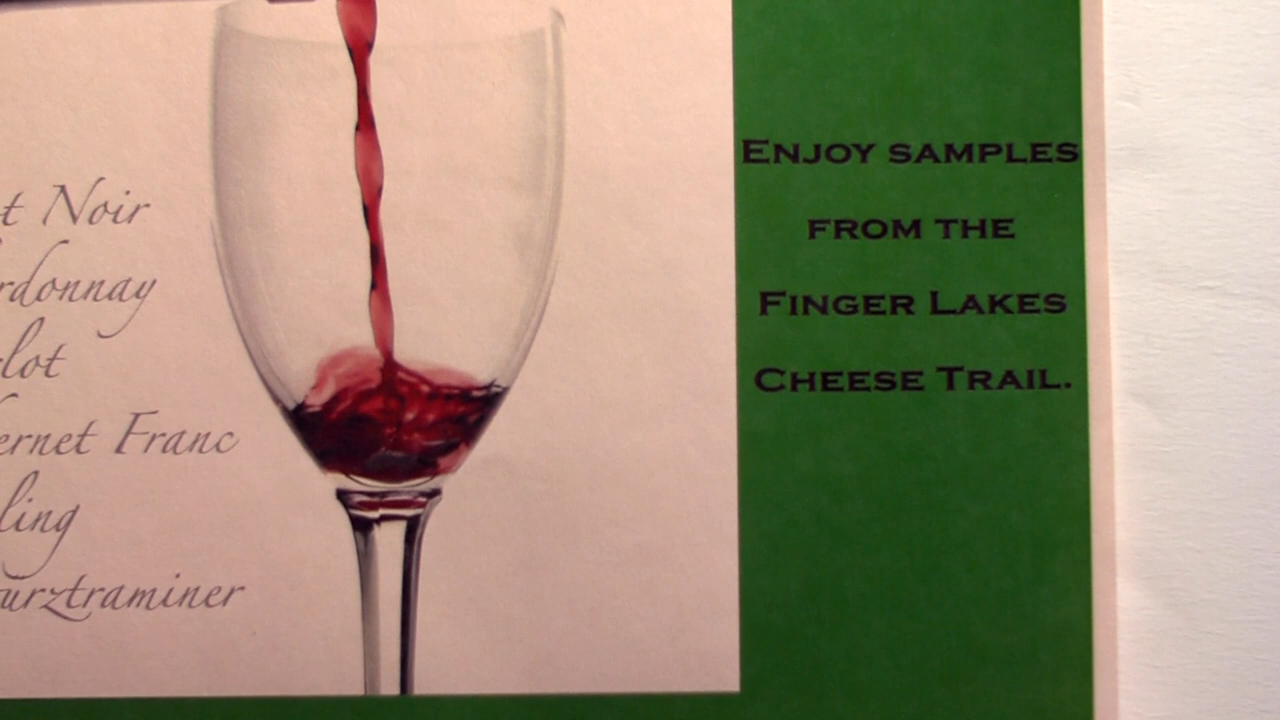 t Noir
rdonnay
lot
ernet Franc
ling
urztraminer
Enjoy samples
from the
Finger Lakes
Cheese Trail.